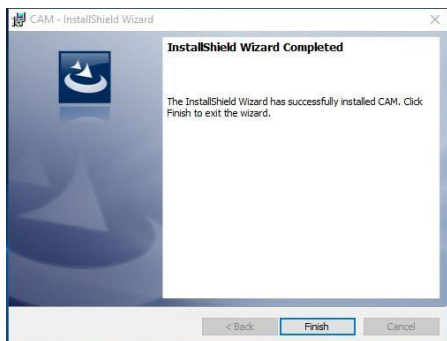 CAM - InstallShield Wizard
InstallShield Wizard Completed
The InstallShield Wizard has successfully installed CAM. Click
Finish to exit the wizard.
< Back Finish Cancel